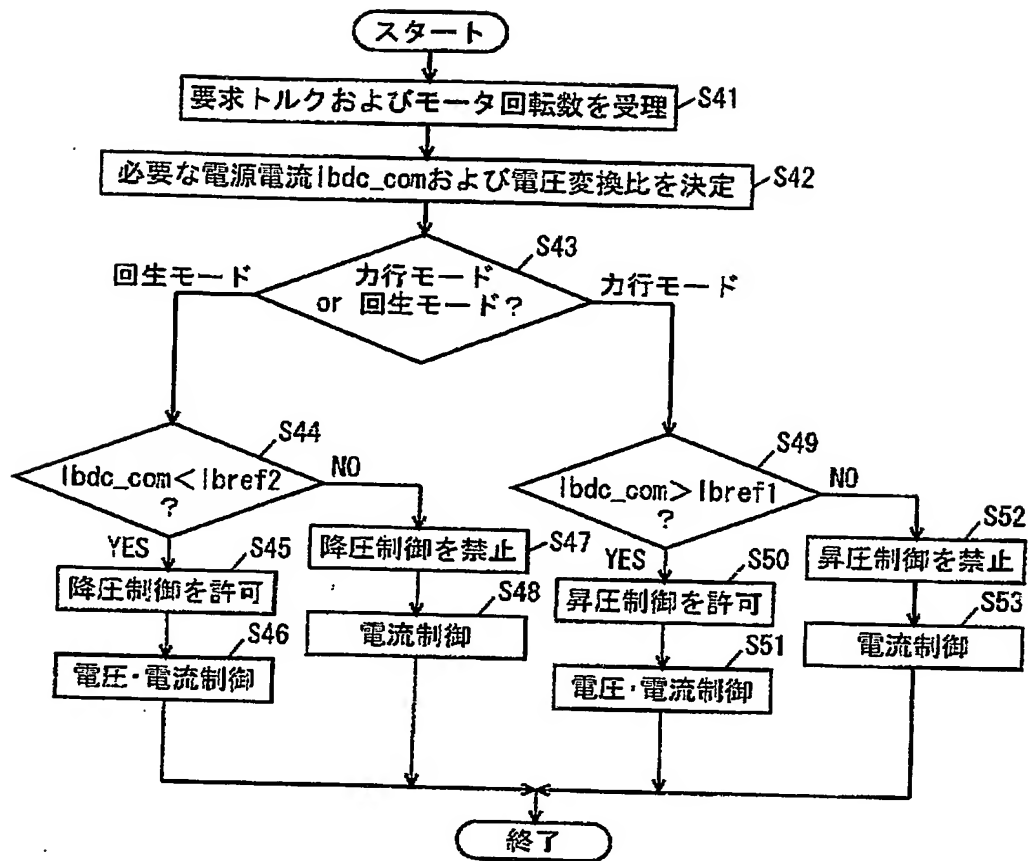 スタート
要求トルクおよびモータ回転数を受理
S41
必要な電源電流Ibdc_comおよび電圧変換比を決定
S42
S43
回生モード
力行モード
or 回生モード?
力行モード
S44
Ibdc_com<Ibref2
?
NO
YES
S45
降圧制御を許可
S46
電圧・電流制御
降圧制御を禁止
S47
S48
電流制御
S49
Ibdc_com>Ibref1
?
NO
YES
S50
昇圧制御を許可
S51
電圧・電流制御
S52
昇圧制御を禁止
S53
電流制御
終了